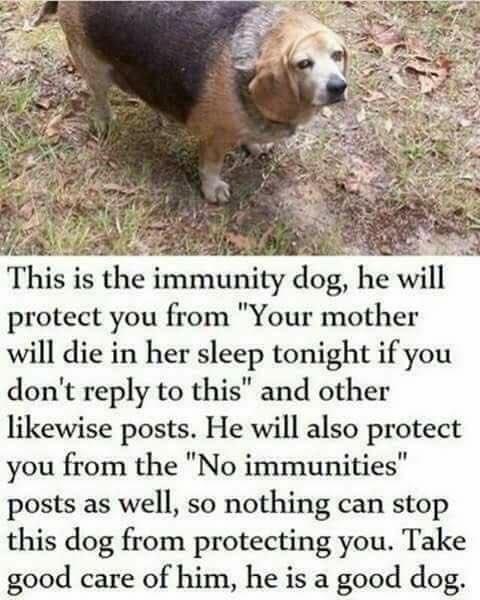 This is the immunity dog, he will
protect you from "Your mother
will die in her sleep tonight if you
don't reply to this" and other
likewise posts. He will also protect
you from the "No immunities"
posts as well, so nothing can stop
this dog from protecting you. Take
good care of him, he is a good dog.